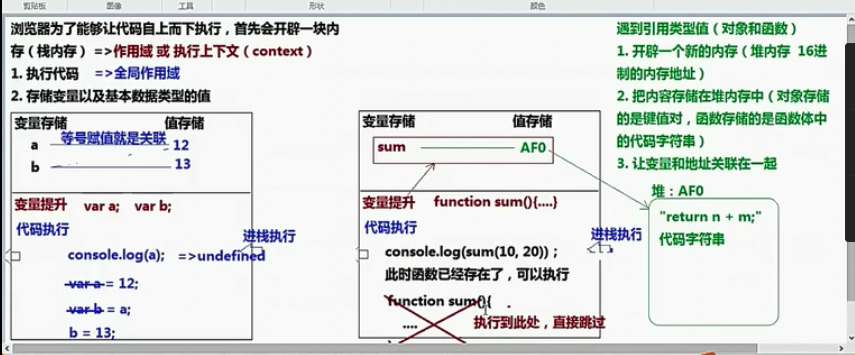 剪贴板 图像 形状 颜色
浏览器为了能够让代码自上而下执行，首先会开辟一块内
存（栈内存） =>作用域 或 执行上下文（context）
1. 执行代码 =>全局作用域
2. 存储变量以及基本数据类型的值
变量存储 值存储
等号赋值就是关联
a 12
b 13
变量提升 var a; var b;
代码执行
进栈执行
console.log(a); =>undefined
var a = 12;
var b = a;
b = 13;
变量存储 值存储
sum AF0
变量提升 function sum(){....}
代码执行
进栈执行
console.log(sum(10, 20)) ;
此时函数已经存在了，可以执行
function sum(){
.... 执行到此处，直接跳过
遇到引用类型值（对象和函数）
1. 开辟一个新的内存（堆内存 16进
制的内存地址）
2. 把内容存储在堆内存中（对象存储
的是键值对，函数存储的是函数体中
的代码字符串）
3. 让变量和地址关联在一起
堆：AF0
"return n + m;"
代码字符串